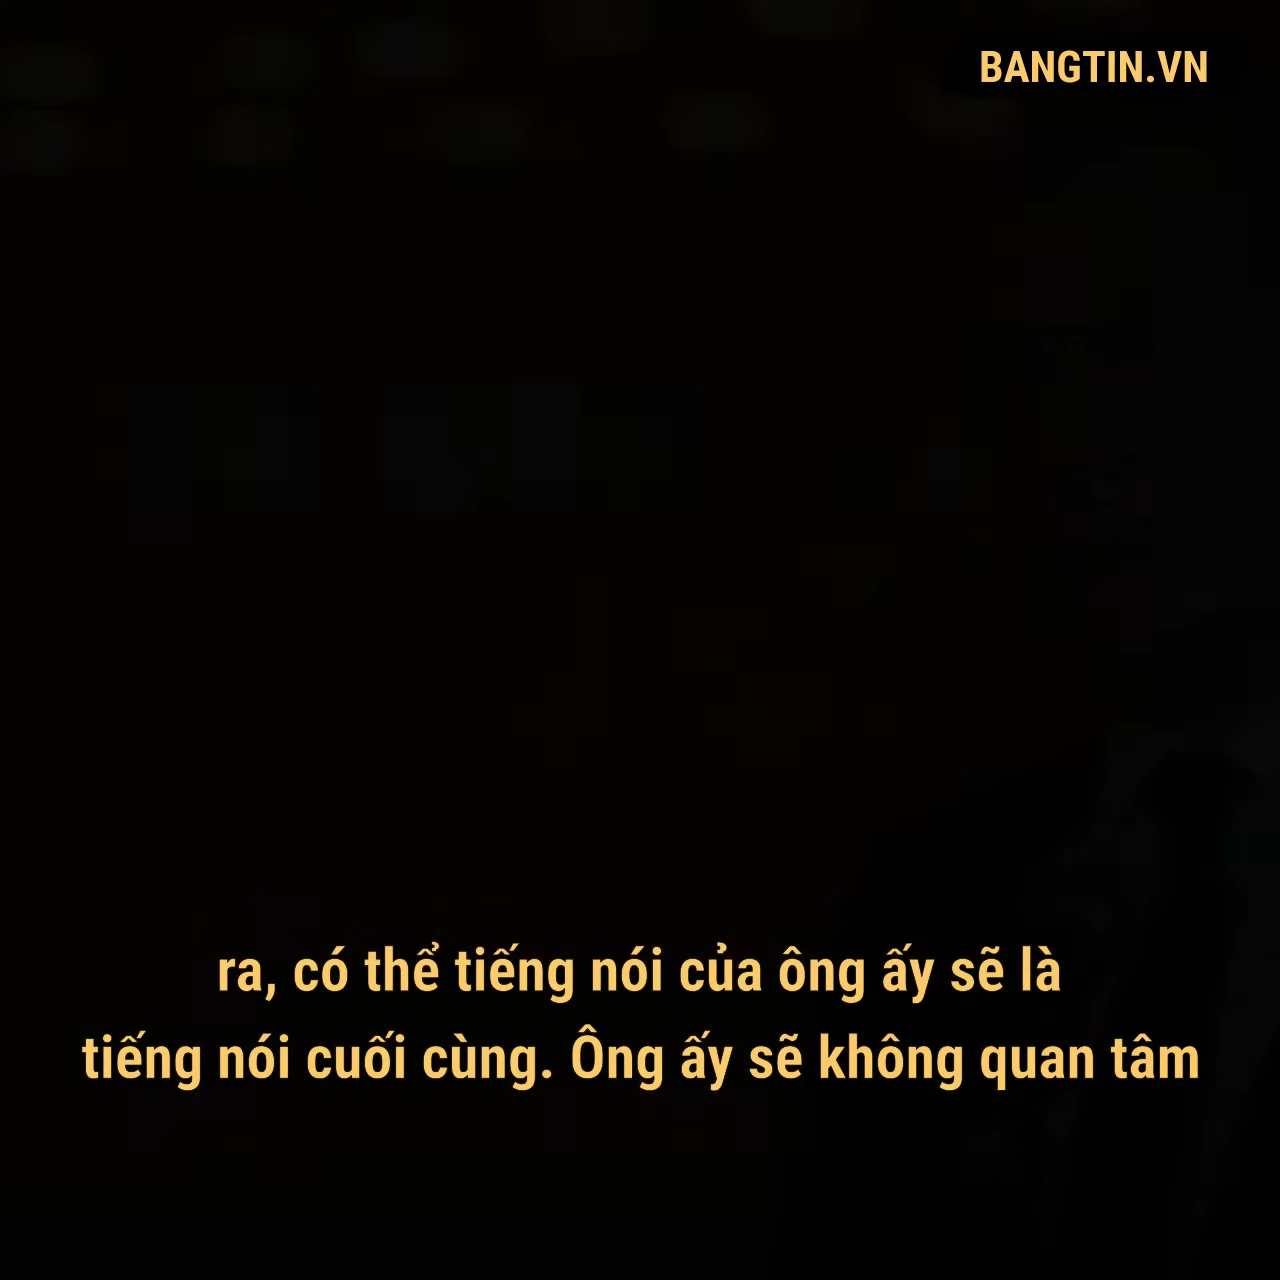 BANGTIN.VN
ra, có thể tiếng nói của ông ấy sẽ là
tiếng nói cuối cùng. Ông ấy sẽ không quan tâm